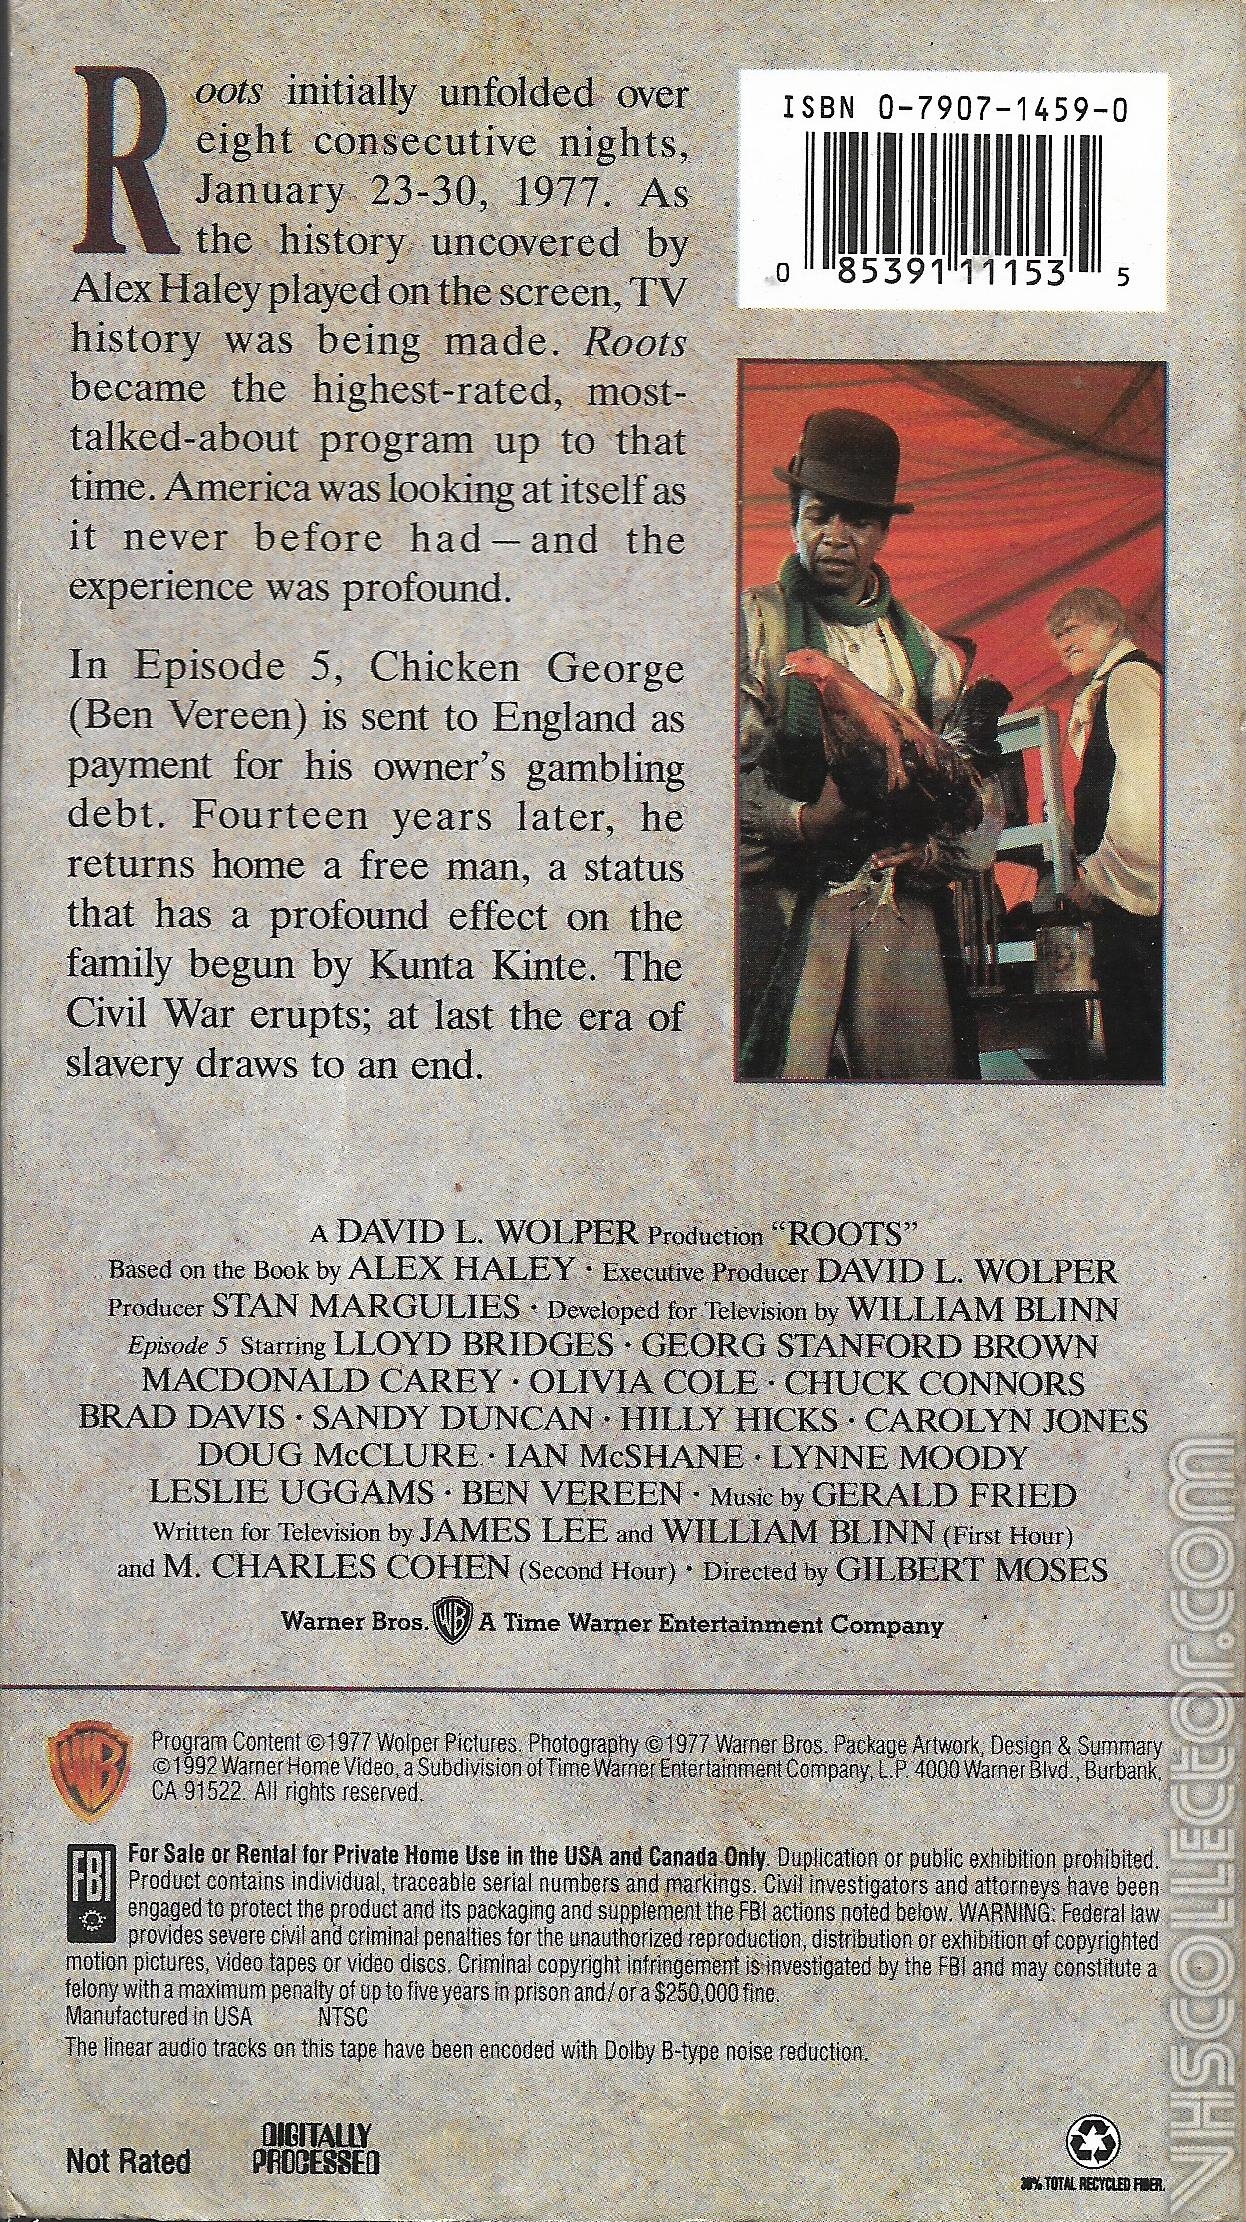 Roots initially unfolded over
eight consecutive nights,
January 23-30, 1977. As
the history uncovered by
Alex Haley played on the screen, TV
history was being made. Roots
became the highest-rated, most-
talked-about program up to that
time. America was looking at itself as
it never before had — and the
experience was profound.
In Episode 5, Chicken George
(Ben Vereen) is sent to England as
payment for his owner's gambling
debt. Fourteen years later, he
returns home a free man, a status
that has a profound effect on the
family begun by Kunta Kinte. The
Civil War erupts; at last the era of
slavery draws to an end.
ISBN 0-7907-1459-0
0 85391 11153 5
A DAVID L. WOLPER Production “ROOTS”
Based on the Book by ALEX HALEY · Executive Producer DAVID L. WOLPER
Producer STAN MARGULIES · Developed for Television by WILLIAM BLINN
Episode 5 Starring LLOYD BRIDGES · GEORG STANFORD BROWN
MACDONALD CAREY · OLIVIA COLE · CHUCK CONNORS
BRAD DAVIS · SANDY DUNCAN · HILLY HICKS · CAROLYN JONES
DOUG McCLURE · IAN McSHANE · LYNNE MOODY
LESLIE UGGAMS · BEN VEREEN · Music by GERALD FRIED
Written for Television by JAMES LEE and WILLIAM BLINN (First Hour)
and M. CHARLES COHEN (Second Hour) · Directed by GILBERT MOSES
Warner Bros. WB A Time Warner Entertainment Company
WB
Program Content ©1977 Wolper Pictures. Photography ©1977 Warner Bros. Package Artwork, Design & Summary
©1992 Warner Home Video, a Subdivision of Time Warner Entertainment Company, L.P. 4000 Warner Blvd., Burbank,
CA 91522. All rights reserved.
FBI
For Sale or Rental for Private Home Use in the USA and Canada Only. Duplication or public exhibition prohibited.
Product contains individual, traceable serial numbers and markings. Civil investigators and attorneys have been
engaged to protect the product and its packaging and supplement the FBI actions noted below. WARNING: Federal law
provides severe civil and criminal penalties for the unauthorized reproduction, distribution or exhibition of copyrighted
motion pictures, video tapes or video discs. Criminal copyright infringement is investigated by the FBI and may constitute a
felony with a maximum penalty of up to five years in prison and/or a $250,000 fine.
Manufactured in USA NTSC
The linear audio tracks on this tape have been encoded with Dolby B-type noise reduction.
Not Rated
DIGITALLY
PROCESSED
TOTAL RECYCLED FIBER.
VHSCOLLECTOR.COM